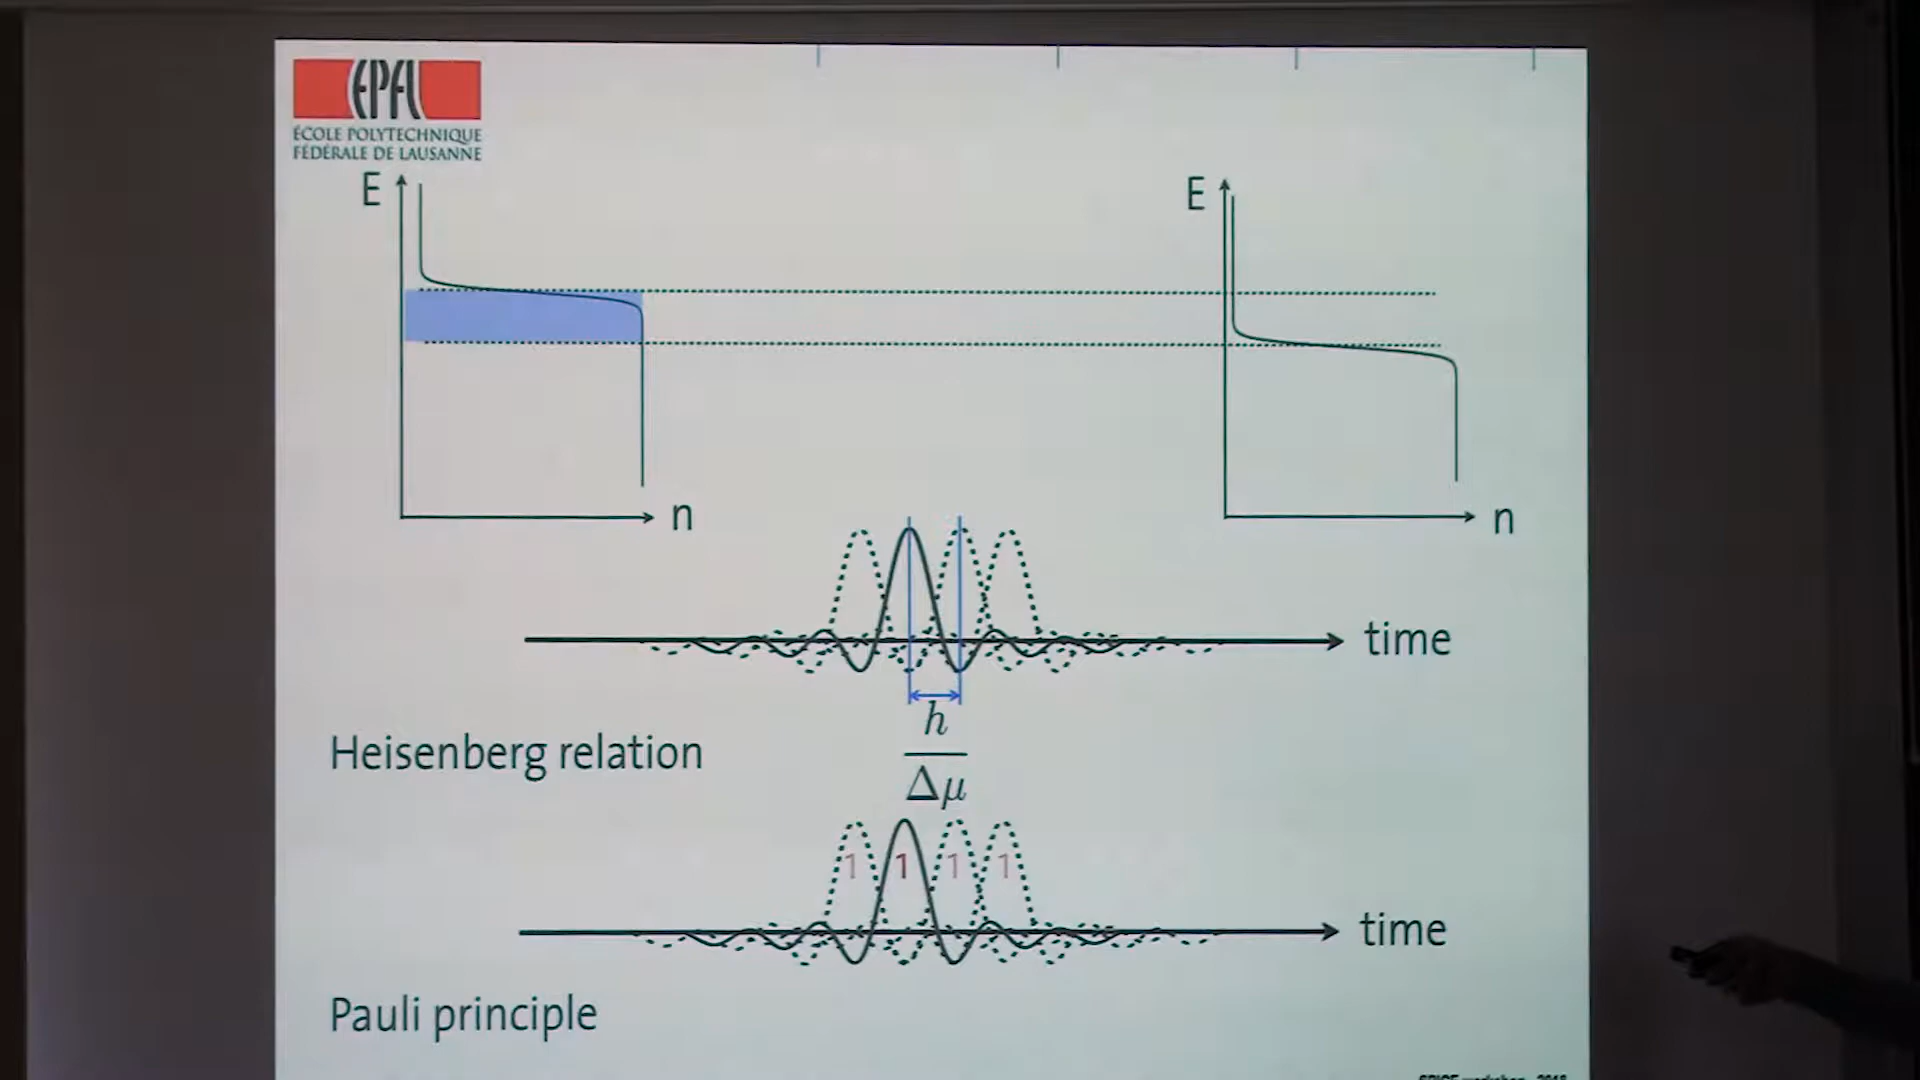 EPFL
ÉCOLE POLYTECHNIQUE
FÉDÉRALE DE LAUSANNE
E
E
n
n
time
h
Δμ
Heisenberg relation
1 1 1 1
time
Pauli principle